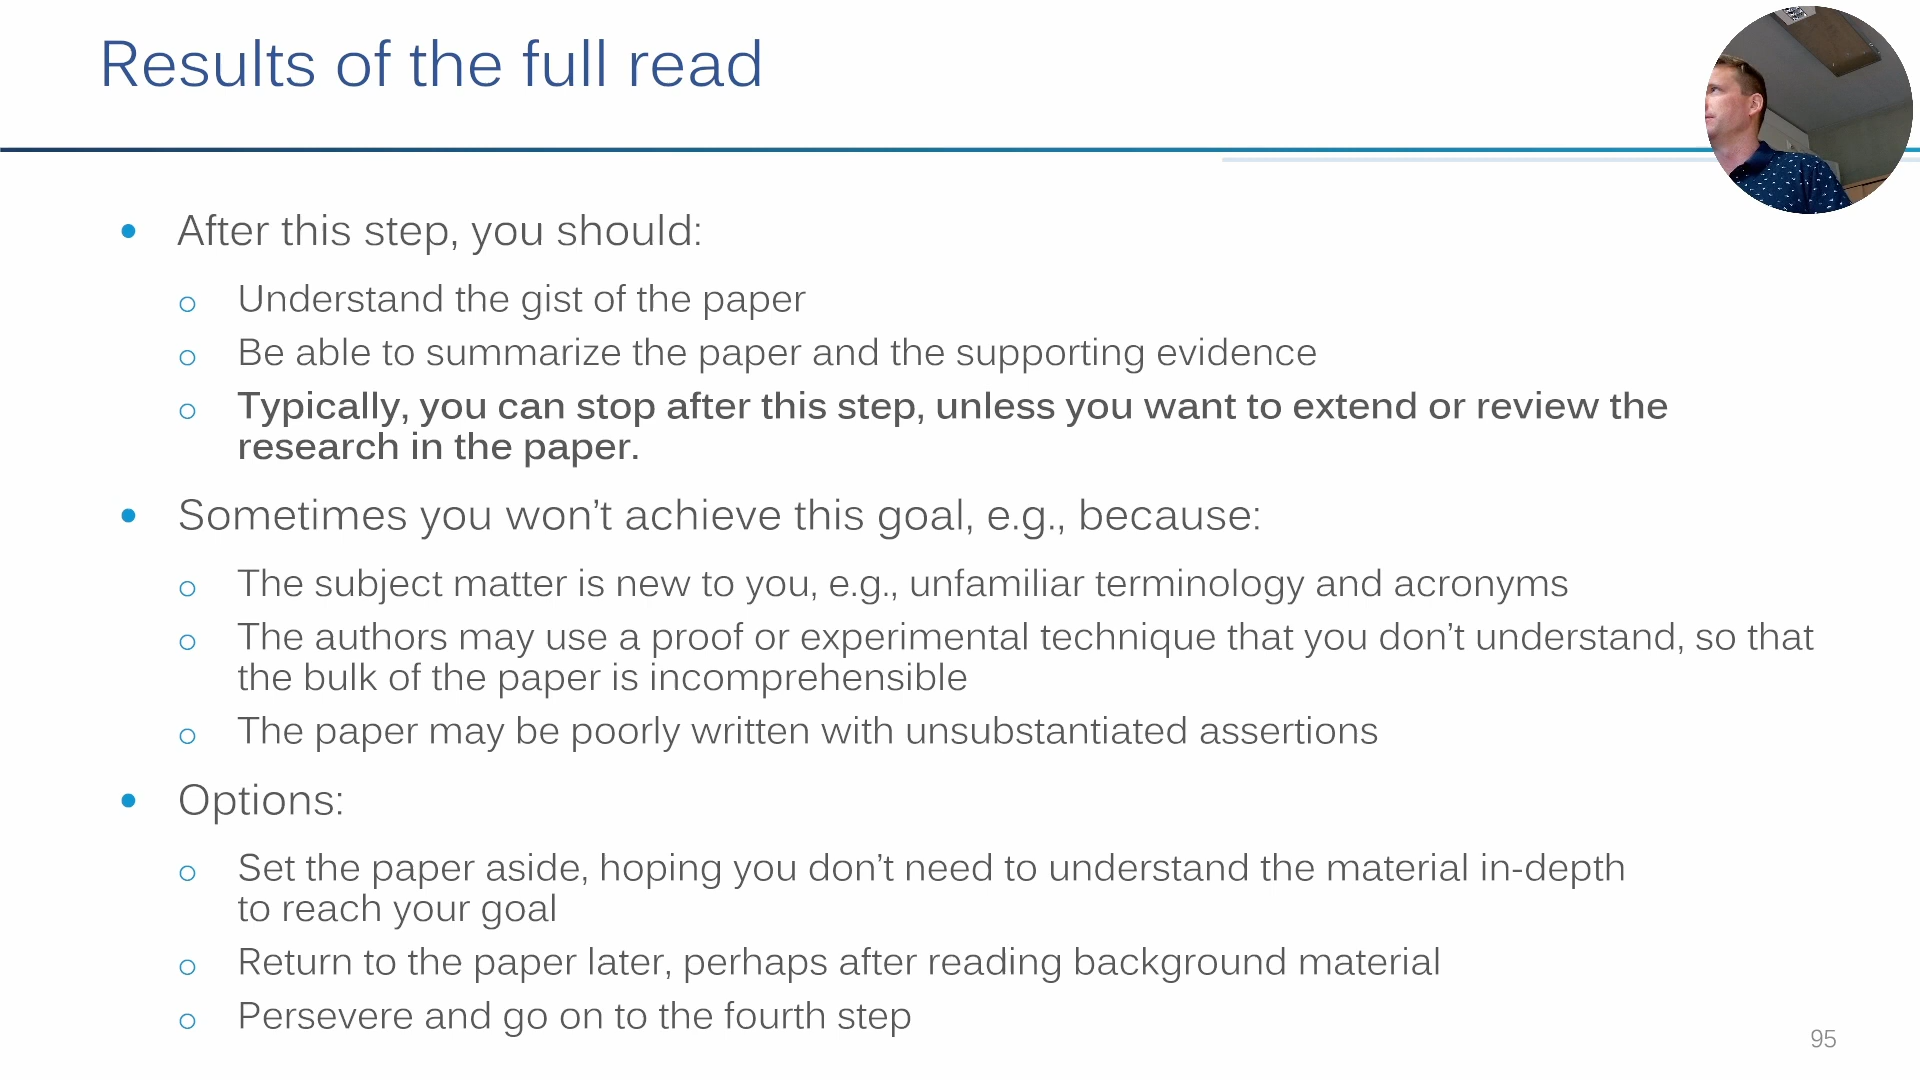 Results of the full read
• After this step, you should:
o Understand the gist of the paper
o Be able to summarize the paper and the supporting evidence
o Typically, you can stop after this step, unless you want to extend or review the
research in the paper.
• Sometimes you won’t achieve this goal, e.g., because:
o The subject matter is new to you, e.g., unfamiliar terminology and acronyms
o The authors may use a proof or experimental technique that you don’t understand, so that
the bulk of the paper is incomprehensible
o The paper may be poorly written with unsubstantiated assertions
• Options:
o Set the paper aside, hoping you don’t need to understand the material in-depth
to reach your goal
o Return to the paper later, perhaps after reading background material
o Persevere and go on to the fourth step
95